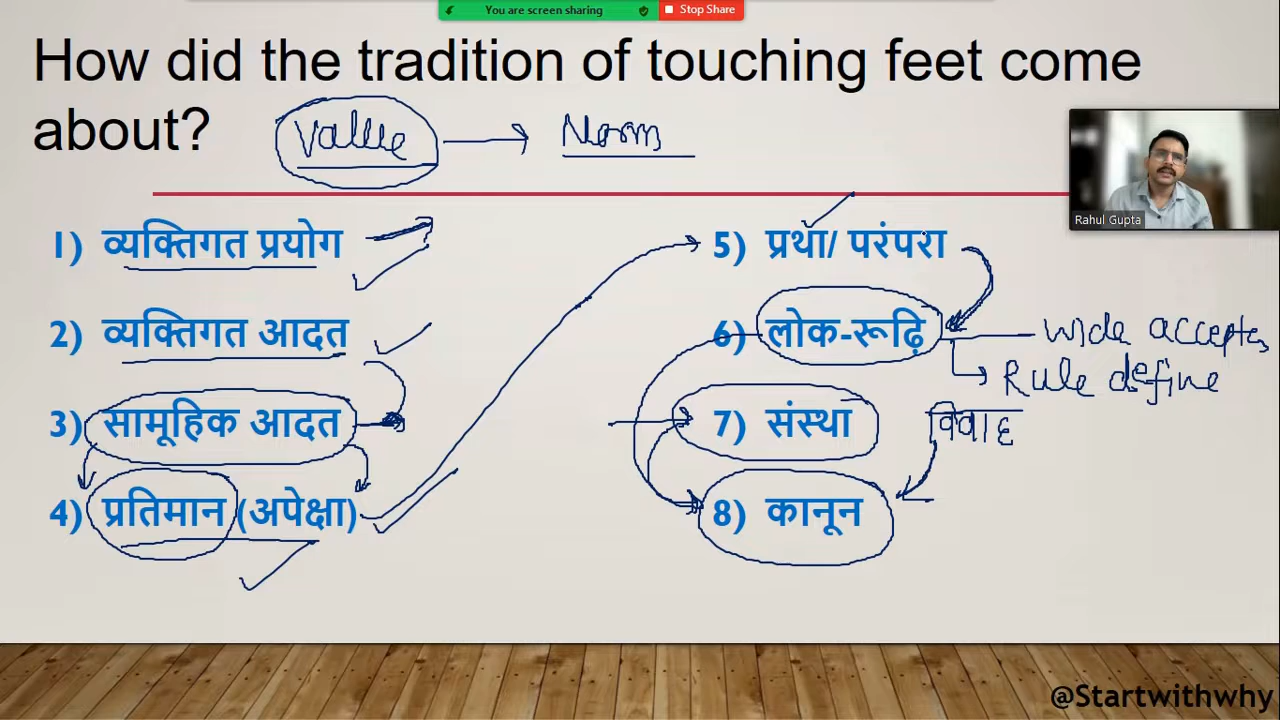 You are screen sharing
Stop Share
How did the tradition of touching feet come
about?
Value → Norm
Rahul Gupta
1) व्यक्तिगत प्रयोग
2) व्यक्तिगत आदत
3) सामूहिक आदत
4) प्रतिमान (अपेक्षा)
5) प्रथा/ परंपरा
6) लोक-रूढ़ि
wide
Rule define
7) संस्था
विवाह
8) कानून
@Startwithwhy